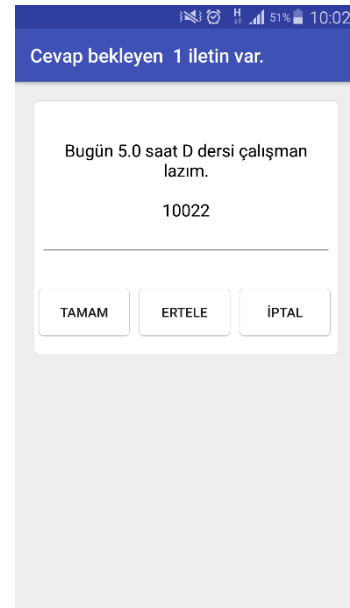 H 51% 10:02
Cevap bekleyen 1 iletin var.
Bugün 5.0 saat D dersi çalışman
lazım.
10022
TAMAM ERTELE İPTAL